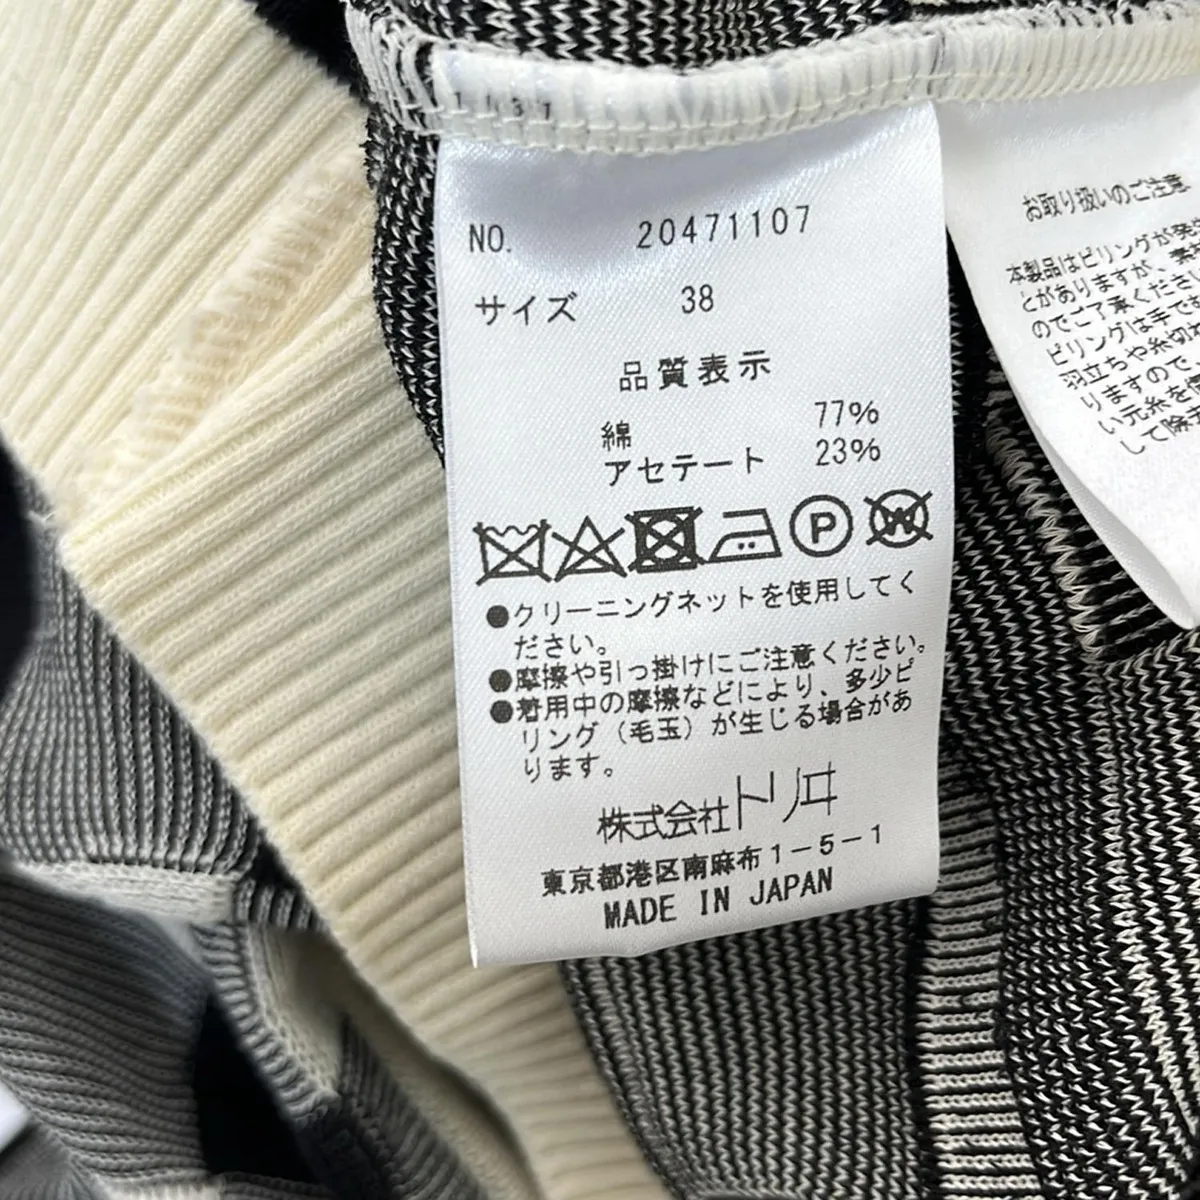 NO. 20471107
サイズ 38
品質表示
綿 77%
アセテート 23%
P
W
●クリーニングネットを使用してく
ださい。
●摩擦や引っ掛けにご注意ください。
●着用中の摩擦などにより、多少ピ
リング（毛玉）が生じる場合があ
ります。
株式会社トリヰ
東京都港区南麻布1-5-1
MADE IN JAPAN
お取り扱いのご注意
本製品はピリングが発
とがありますが、素
のでご了承ください
ピリングは手で
羽立ちや糸切れ
りますので、
い元糸を傷
して除